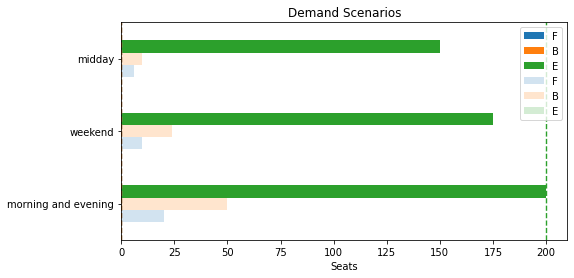 Demand Scenarios
midday
weekend
morning and evening
F
B
E
F
B
E
0 25 50 75 100 125 150 175 200
Seats